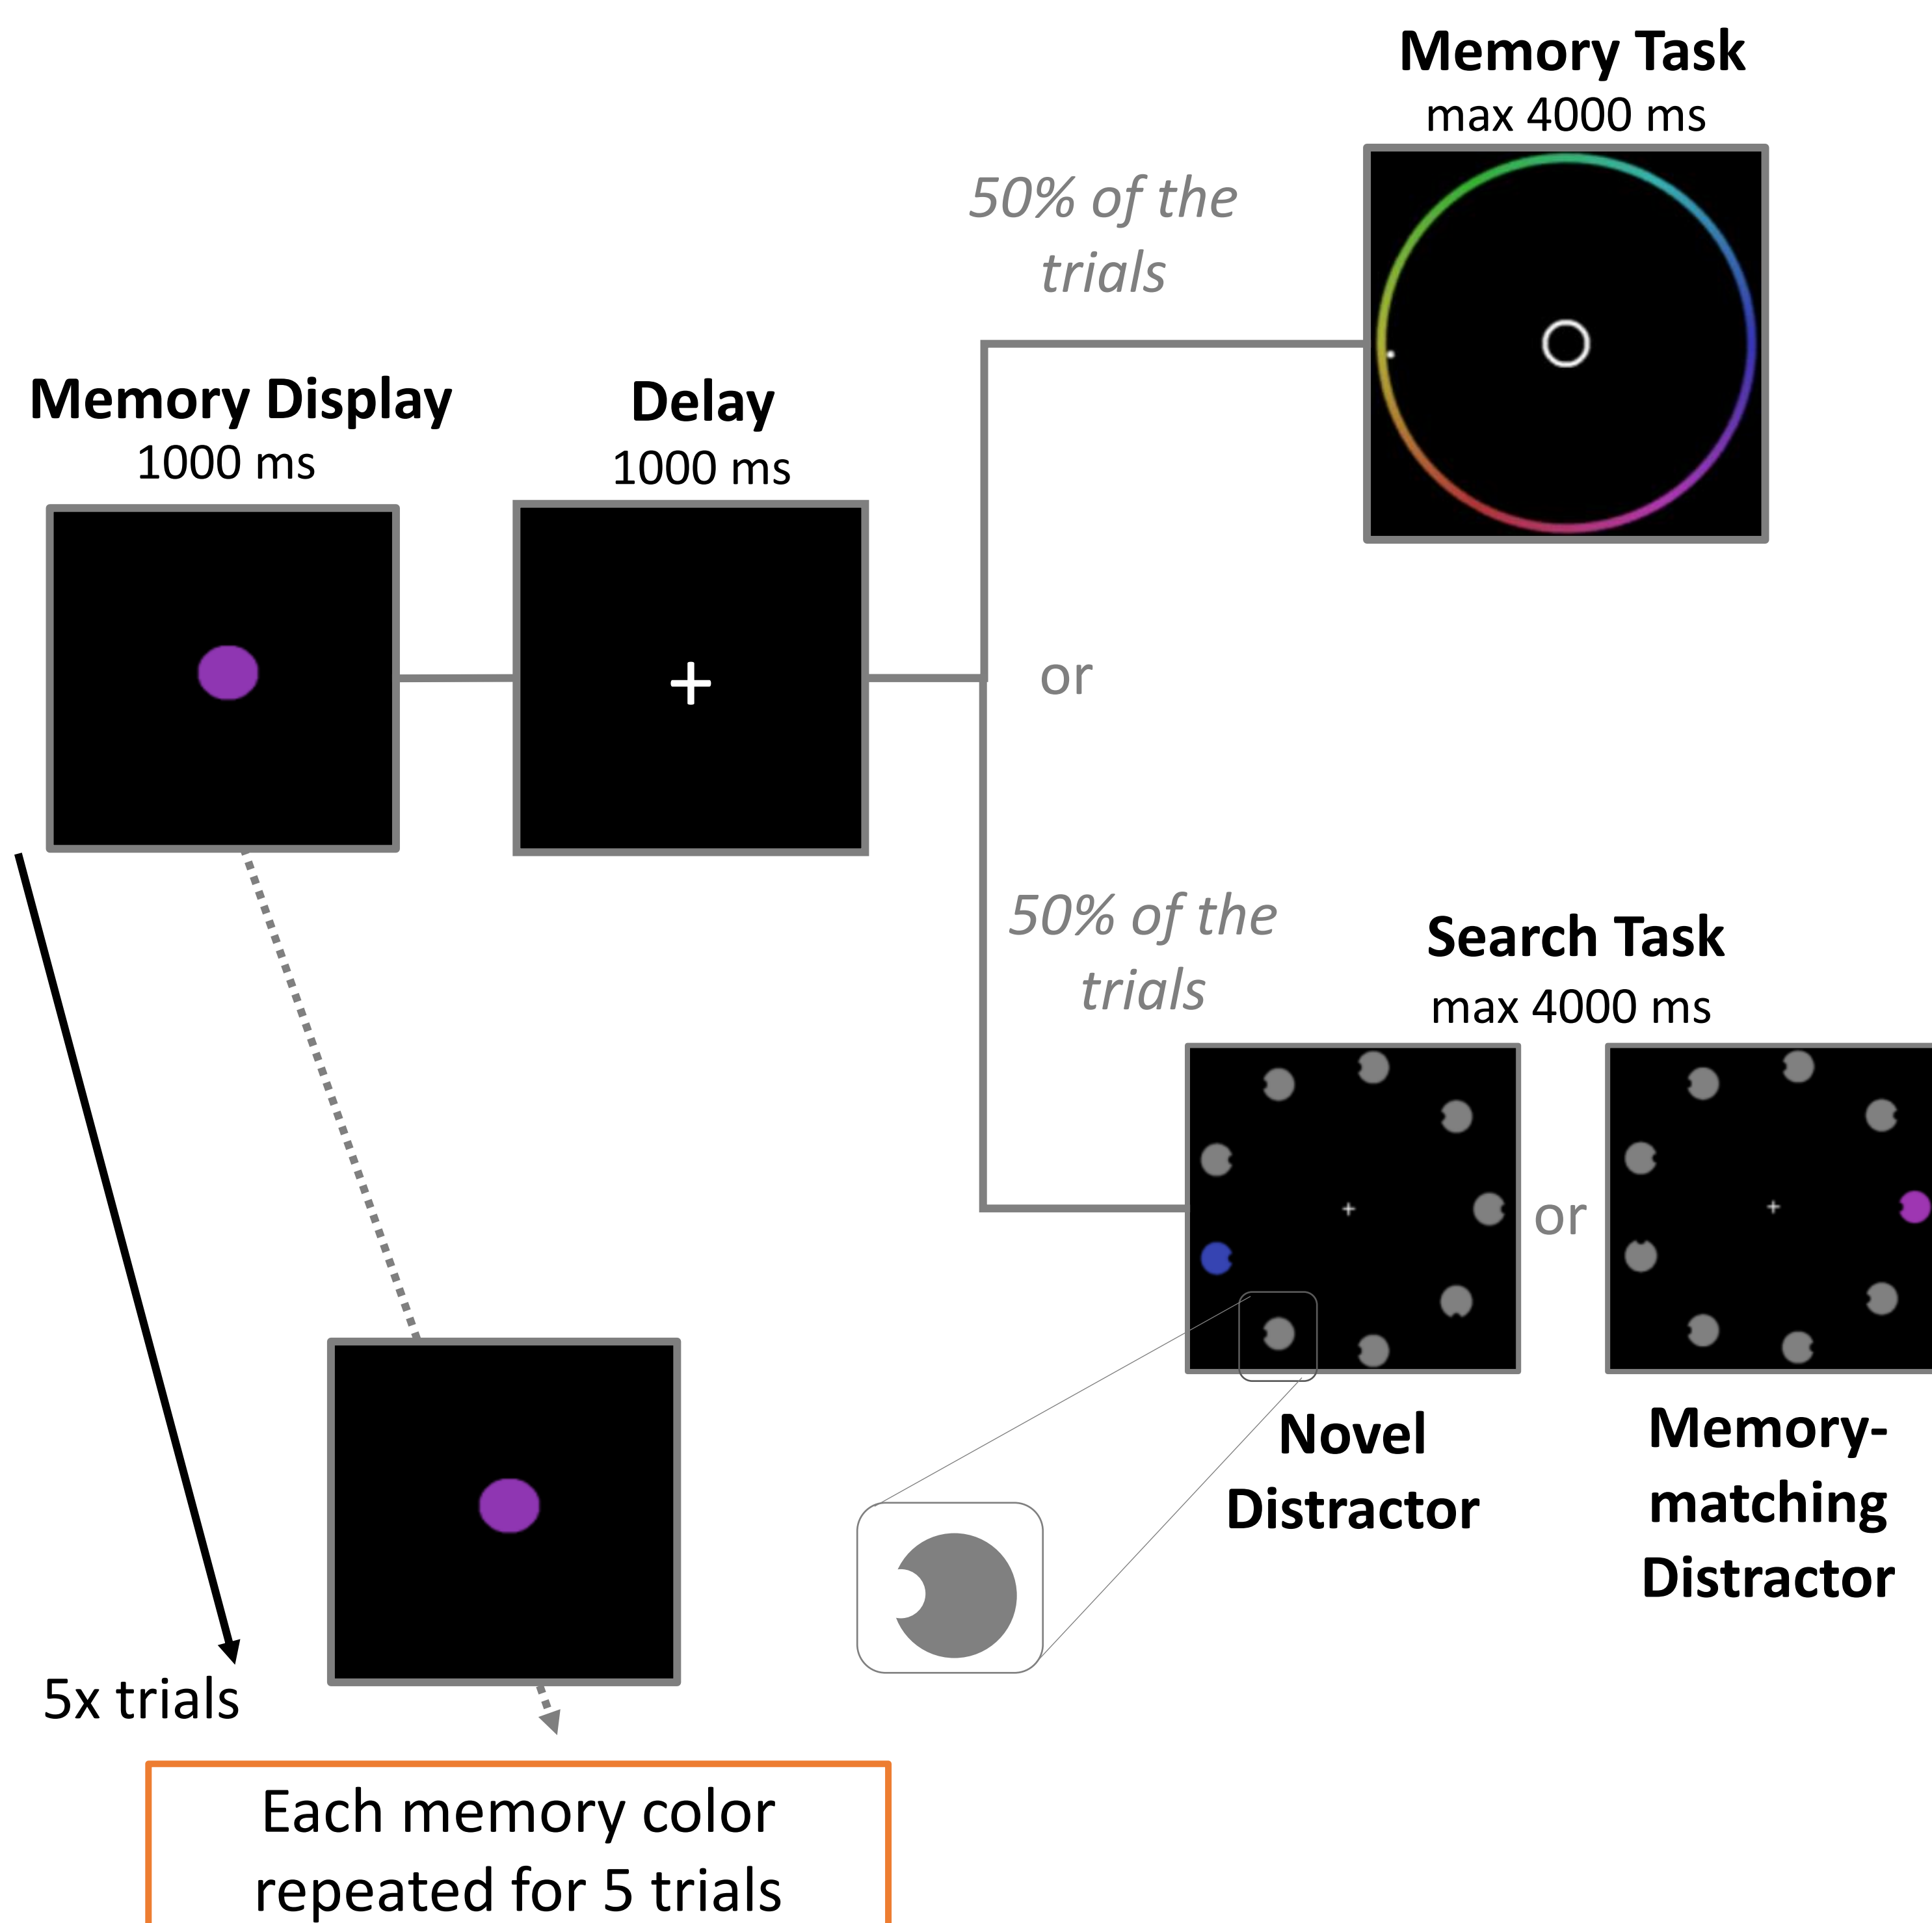 Memory Task
max 4000 ms
50% of the
trials
Memory Display
1000 ms
Delay
1000 ms
or
50% of the
trials
Search Task
max 4000 ms
or
Novel
Distractor
Memory-
matching
Distractor
5x trials
Each memory color
repeated for 5 trials